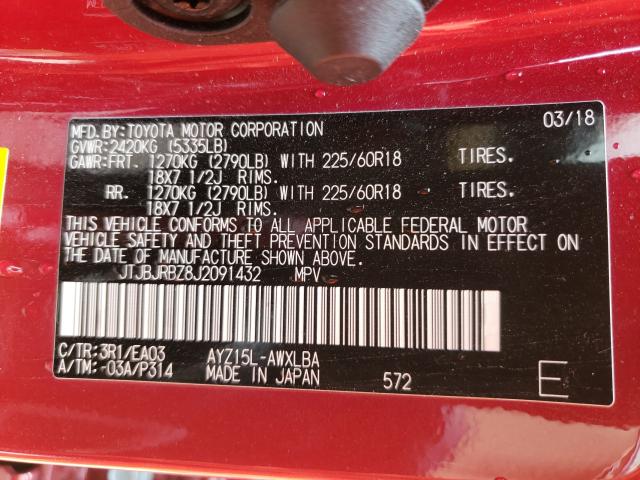 MFD.BY:TOYOTA MOTOR CORPORATION 03/18
GVWR:2420KG (5335LB)
GAWR:FRT. 1270KG (2790LB) WITH 225/60R18 TIRES.
18X7 1/2J RIMS.
RR. 1270KG (2790LB) WITH 225/60R18 TIRES.
18X7 1/2J RIMS.
THIS VEHICLE CONFORMS TO ALL APPLICABLE FEDERAL MOTOR
VEHICLE SAFETY AND THEFT PREVENTION STANDARDS IN EFFECT ON
THE DATE OF MANUFACTURE SHOWN ABOVE.
JTJBJRBZ8J2091432 MPV
C/TR:3R1/EA03 AYZ15L-AWXLBA
A/TM:-03A/P314 MADE IN JAPAN 572 E